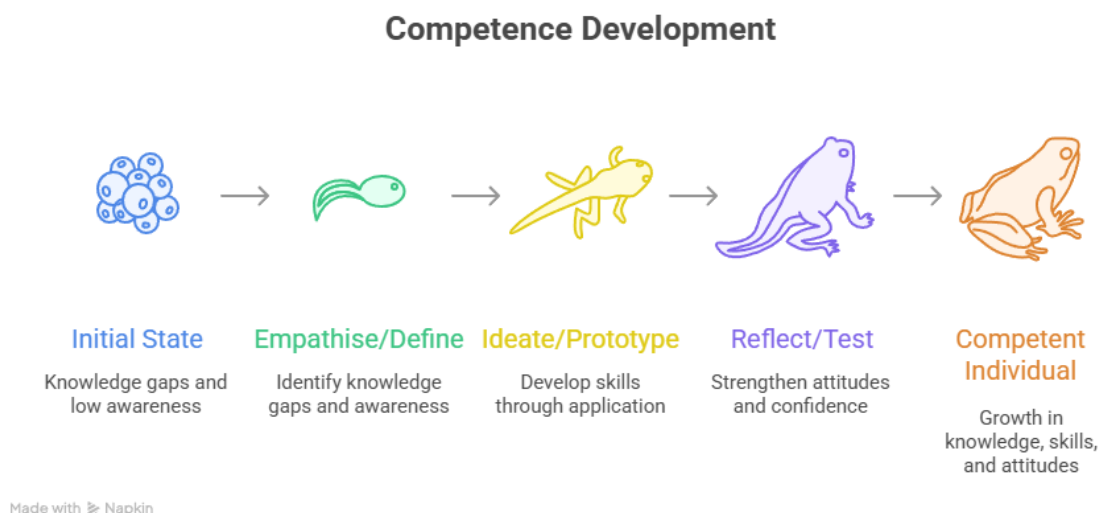 Competence Development
Initial State
Knowledge gaps and
low awareness
Empathise/Define
Identify knowledge
gaps and awareness
Ideate/Prototype
Develop skills
through application
Reflect/Test
Strengthen attitudes
and confidence
Competent
Individual
Growth in
knowledge, skills,
and attitudes
Made with Napkin